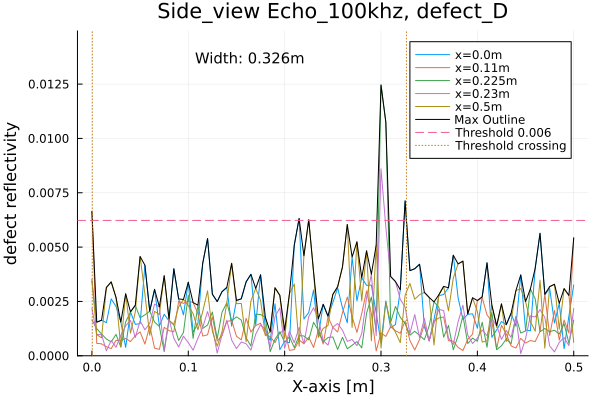 Side_view Echo_100khz, defect_D
Width: 0.326m
x=0.0m
x=0.11m
x=0.225m
x=0.23m
x=0.5m
Max Outline
Threshold 0.006
Threshold crossing
defect reflectivity
0.0125
0.0100
0.0075
0.0050
0.0025
0.0000
0.0
0.1
0.2
0.3
0.4
0.5
X-axis [m]